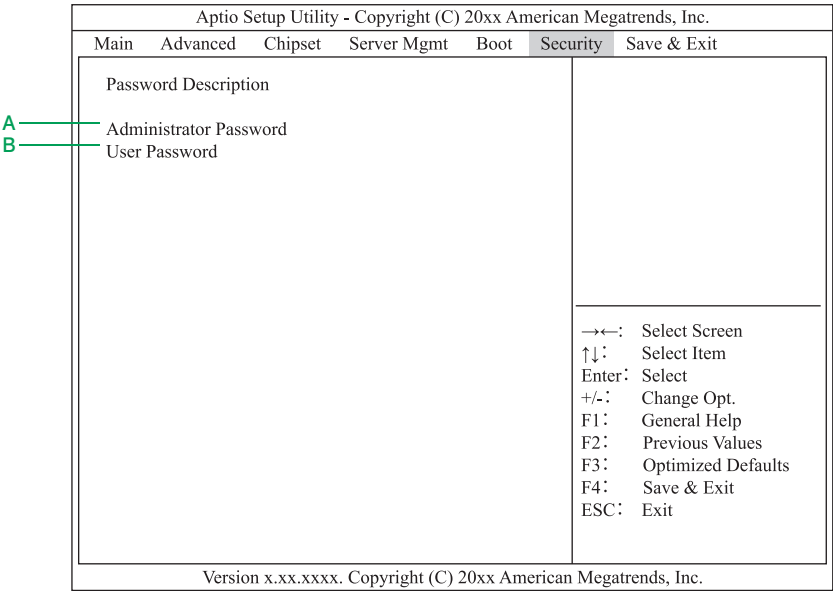 Aptio Setup Utility - Copyright (C) 20xx American Megatrends, Inc.
Main Advanced Chipset Server Mgmt Boot Security Save & Exit
Password Description
A Administrator Password
B User Password
→←: Select Screen
↑↓: Select Item
Enter: Select
+/-: Change Opt.
F1: General Help
F2: Previous Values
F3: Optimized Defaults
F4: Save & Exit
ESC: Exit
Version x.xx.xxxx. Copyright (C) 20xx American Megatrends, Inc.